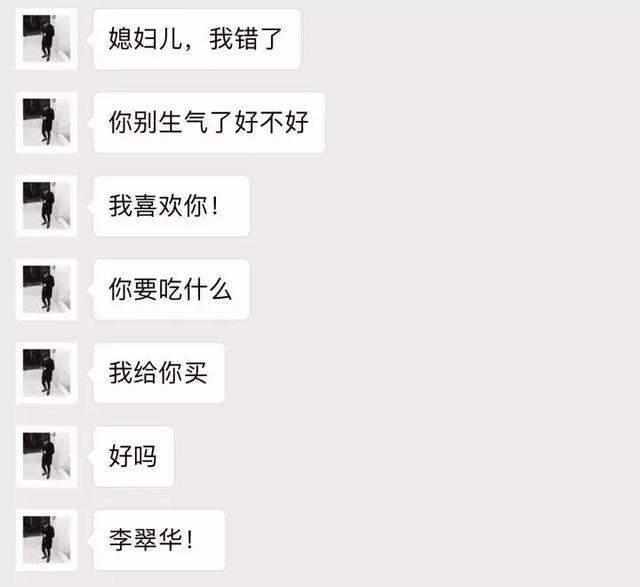 媳妇儿，我错了
你别生气了好不好
我喜欢你！
你要吃什么
我给你买
好吗
李翠华！